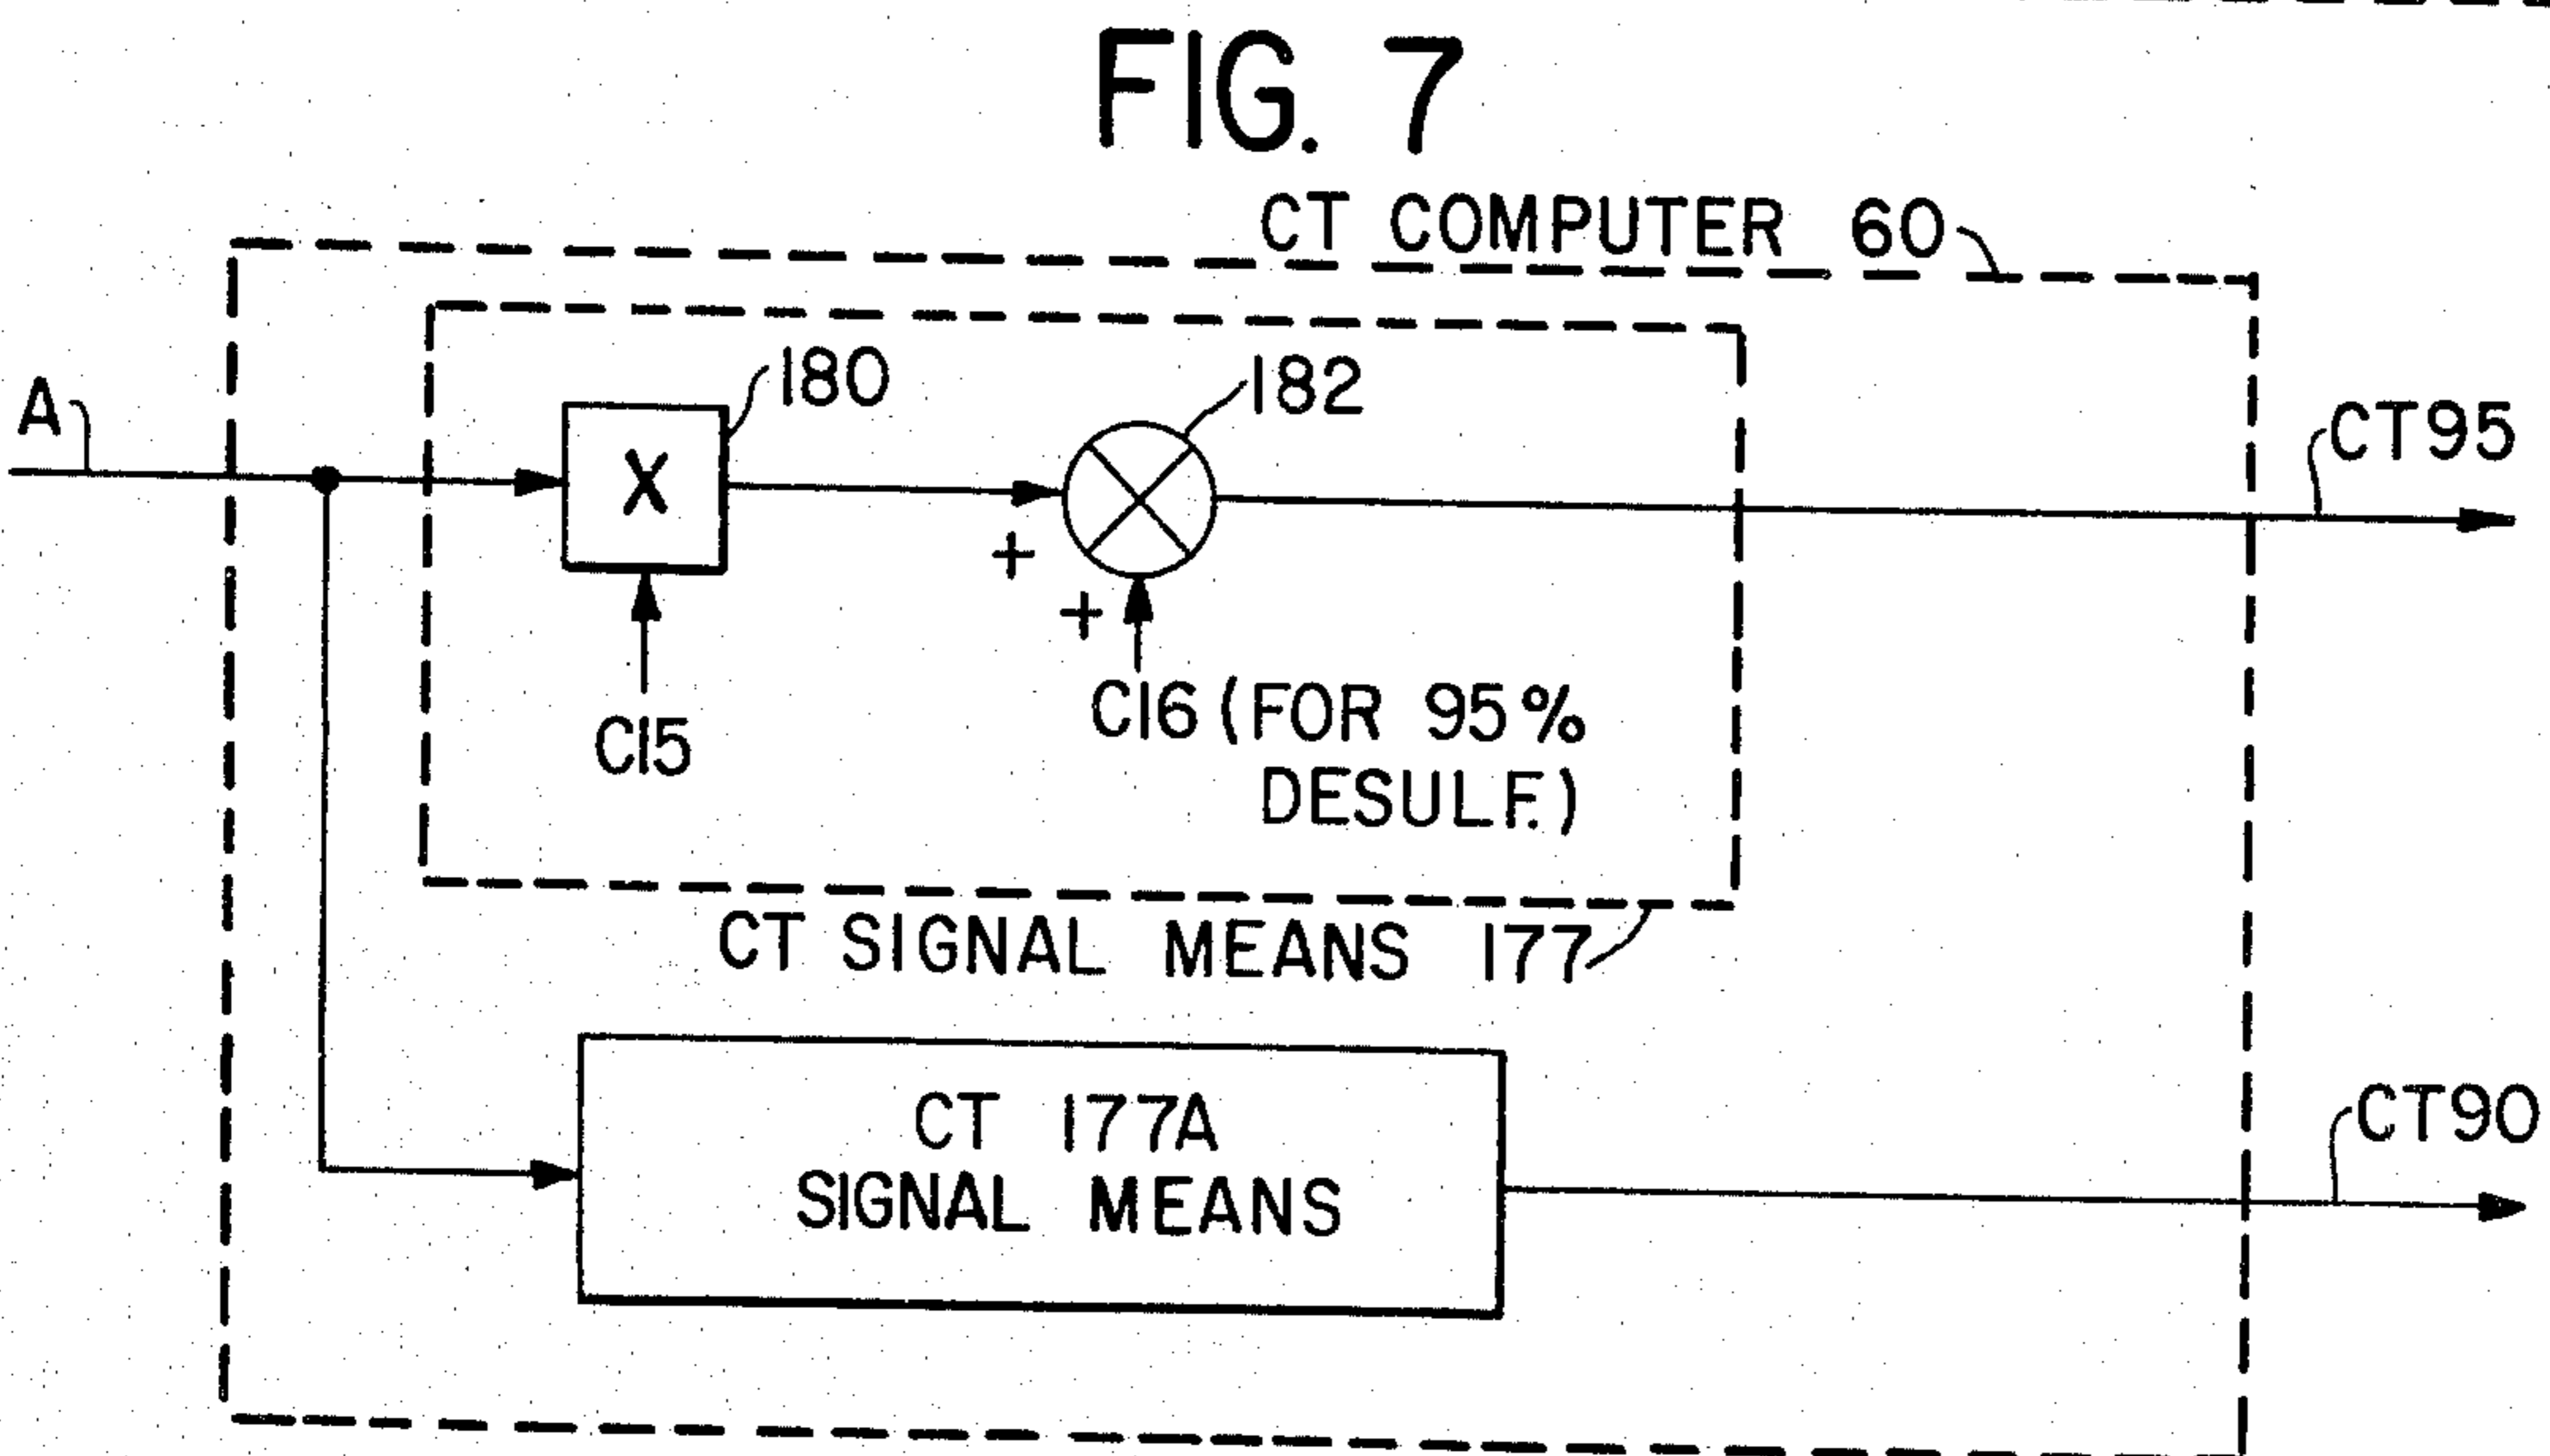 FIG. 7
CT COMPUTER 60
180
182
A
CT95
X
+
+
C15
C16 (FOR 95%
DESULF.)
CT SIGNAL MEANS 177
CT 177A
SIGNAL MEANS
CT90